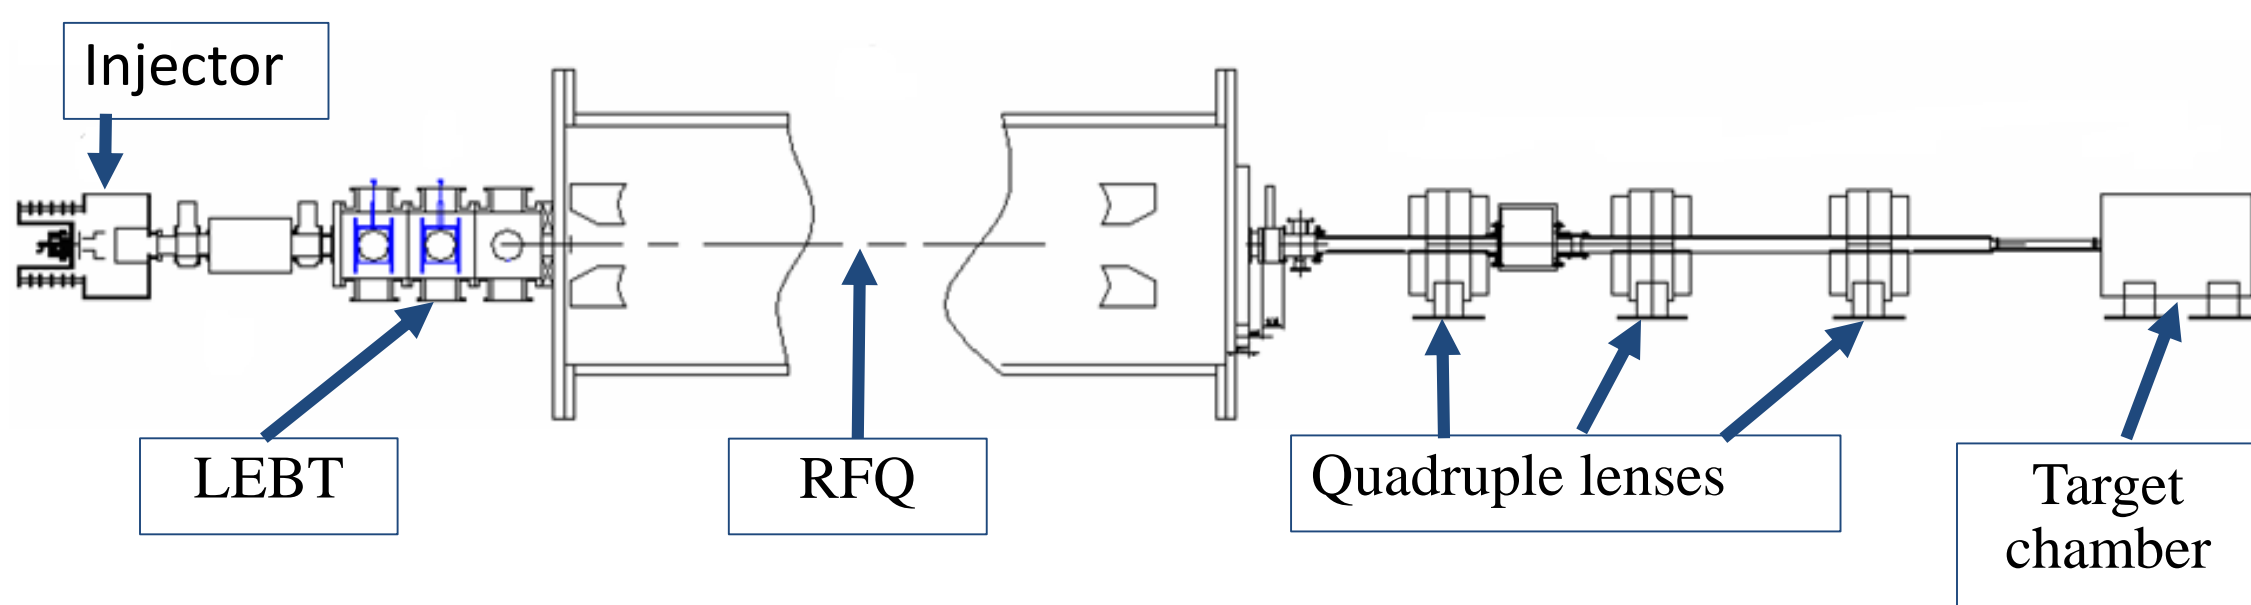 Injector
LEBT
RFQ
Quadruple lenses
Target
chamber